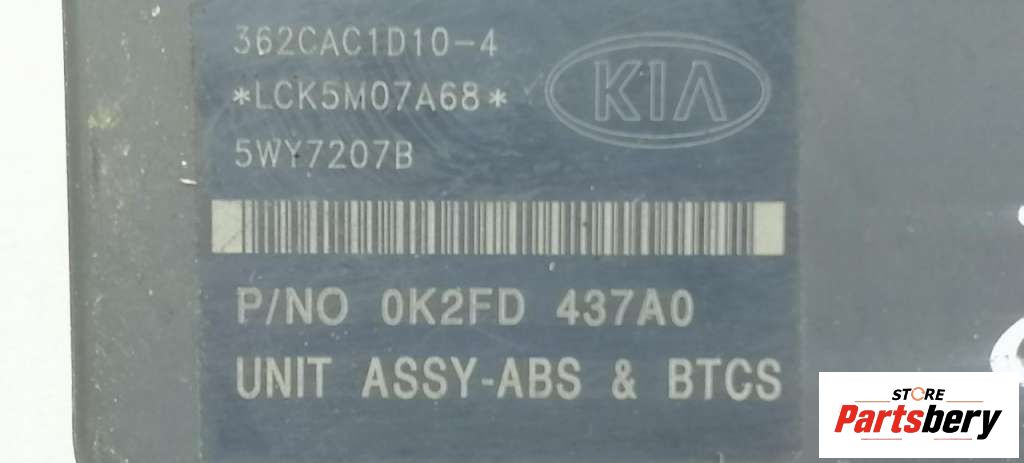 362CAC1D10-4
*LCK5M07A68*
KIA
5WY7207B
P/NO 0K2FD 437A0
UNIT ASSY-ABS & BTCS
STORE
Partsbery